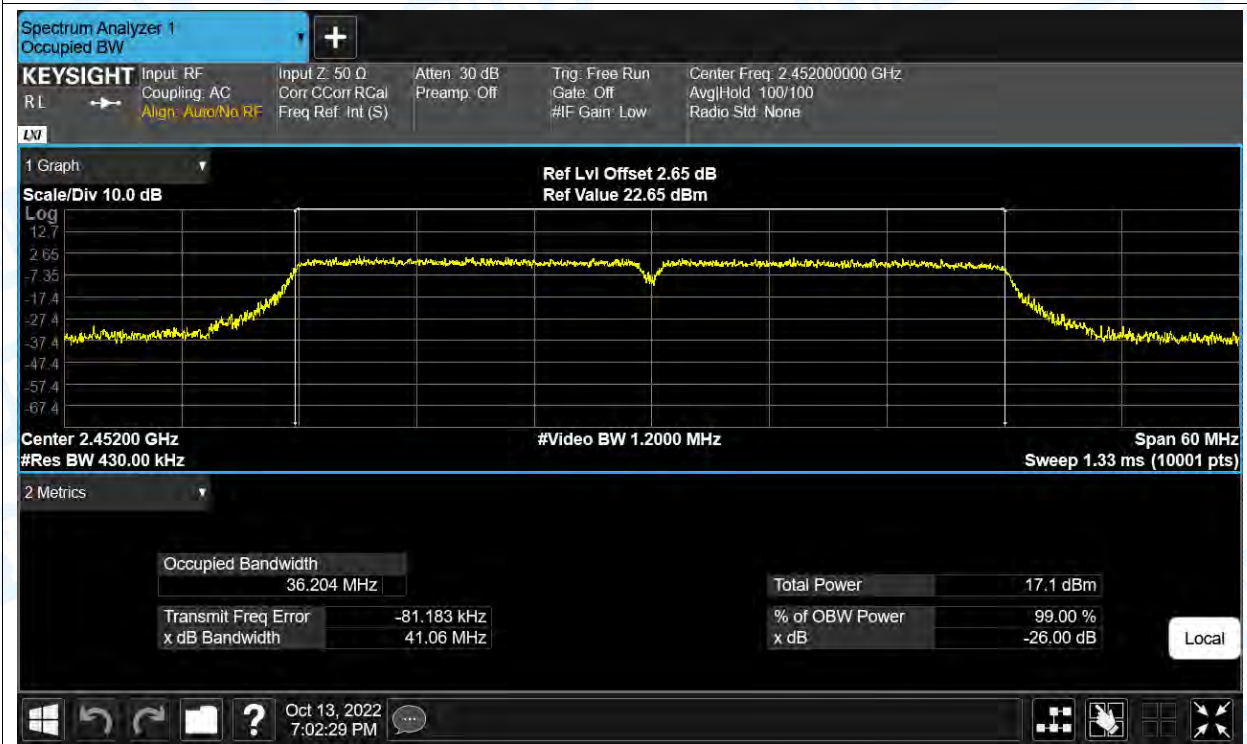 Spectrum Analyzer 1
Occupied BW
+
KEYSIGHT Input: RF Input Z: 50 Ω Atten: 30 dB Trig: Free Run Center Freq: 2.452000000 GHz
RL Coupling: AC Corr CCorr RCal Preamp: Off Gate: Off Avg|Hold: 100/100
Align: Auto/No RF Freq Ref: Int (S) #IF Gain: Low Radio Std: None
LXI
1 Graph
Ref Lvl Offset 2.65 dB
Scale/Div 10.0 dB Ref Value 22.65 dBm
Log
12.7
2.65
-7.35
-17.4
-27.4
-37.4
-47.4
-57.4
-67.4
Center 2.45200 GHz #Video BW 1.2000 MHz Span 60 MHz
#Res BW 430.00 kHz Sweep 1.33 ms (10001 pts)
2 Metrics
Occupied Bandwidth
36.204 MHz Total Power 17.1 dBm
Transmit Freq Error -81.183 kHz % of OBW Power 99.00 %
x dB Bandwidth 41.06 MHz x dB -26.00 dB
Local
? Oct 13, 2022
7:02:29 PM